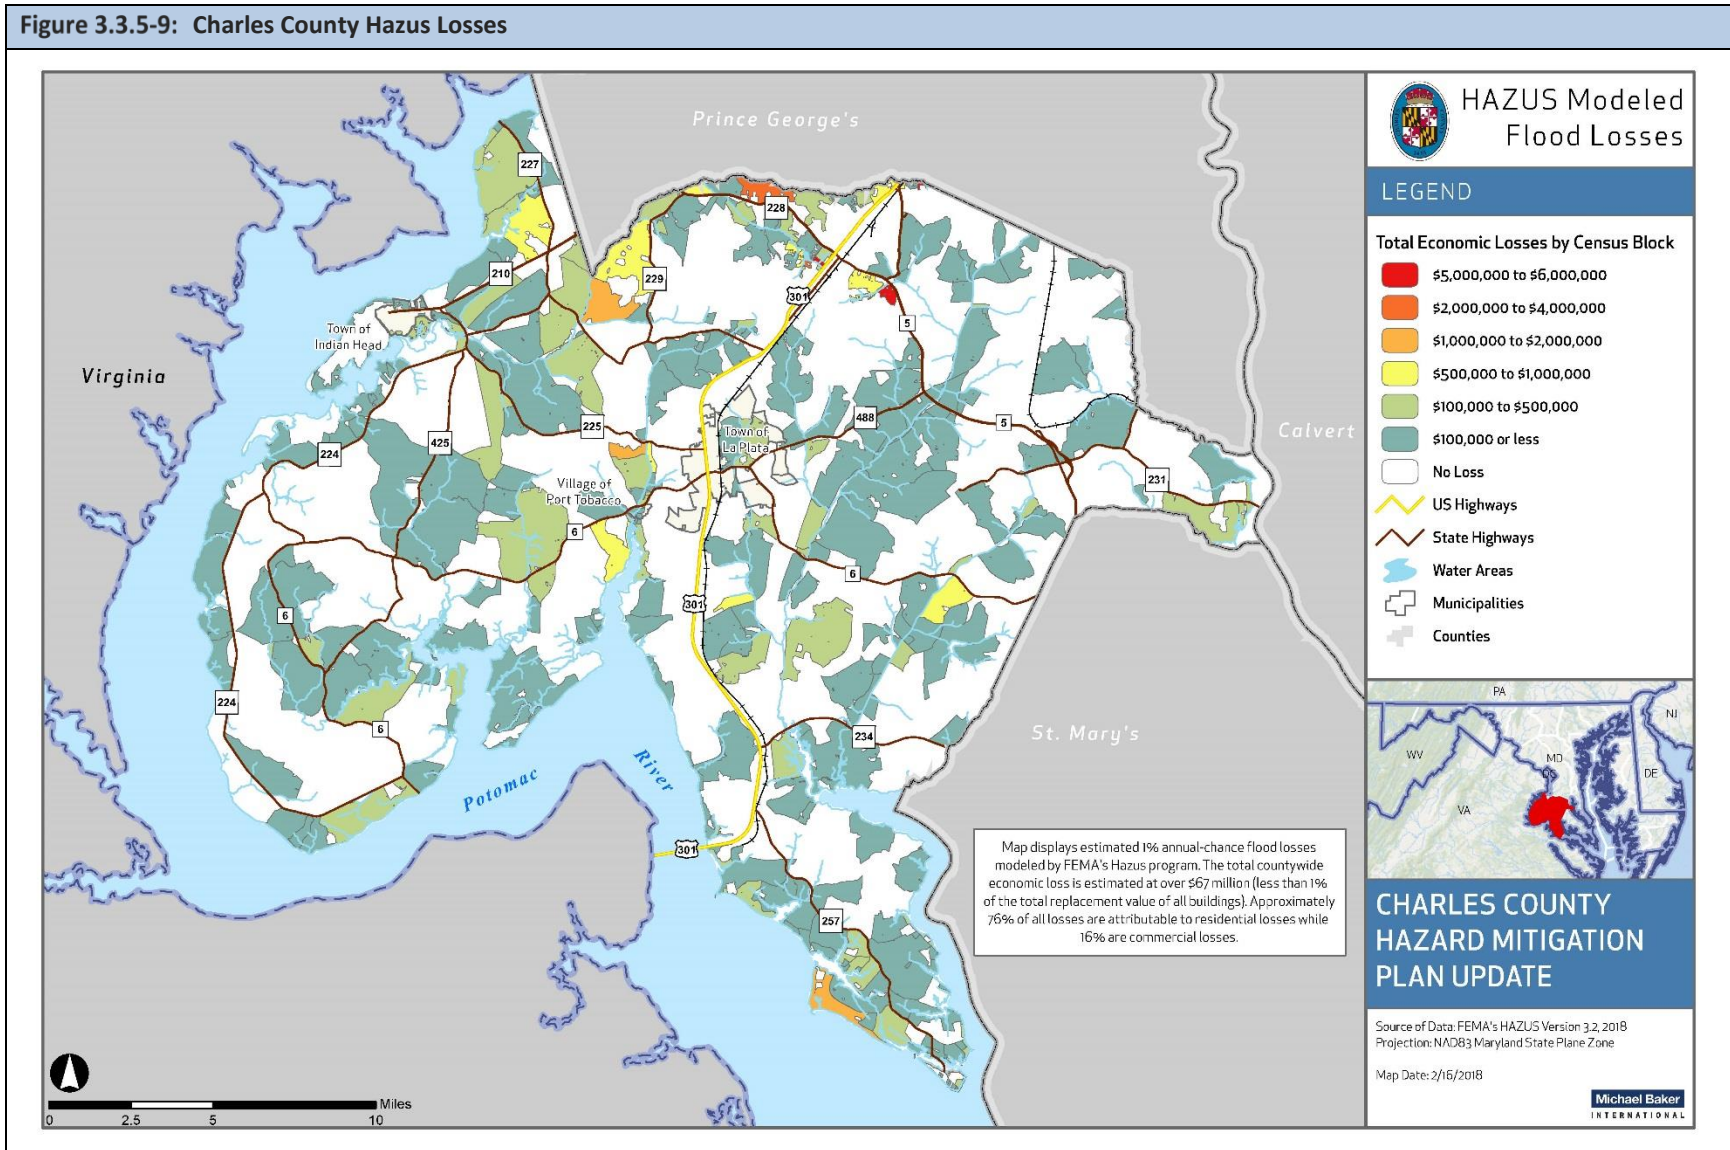 Figure 3.3.5-9: Charles County Hazus Losses
Prince George's
227
228
210
229
301
Town of
Indian Head
5
Virginia
488
225
5
Town of
La Plata
425
224
Calvert
231
Village of
Port Tobacco
6
6
301
6
224
6
234
St. Mary's
Potomac
River
301
257
Map displays estimated 1% annual-chance flood losses
modeled by FEMA's Hazus program. The total countywide
economic loss is estimated at over $67 million (less than 1%
of the total replacement value of all buildings). Approximately
76% of all losses are attributable to residential losses while
16% are commercial losses.
Miles
0 2.5 5 10
HAZUS Modeled
Flood Losses
LEGEND
Total Economic Losses by Census Block
$5,000,000 to $6,000,000
$2,000,000 to $4,000,000
$1,000,000 to $2,000,000
$500,000 to $1,000,000
$100,000 to $500,000
$100,000 or less
No Loss
US Highways
State Highways
Water Areas
Municipalities
Counties
PA
NJ
WV
MD
DC
DE
VA
CHARLES COUNTY
HAZARD MITIGATION
PLAN UPDATE
Source of Data: FEMA's HAZUS Version 3.2, 2018
Projection: NAD83 Maryland State Plane Zone
Map Date: 2/16/2018
Michael Baker
INTERNATIONAL